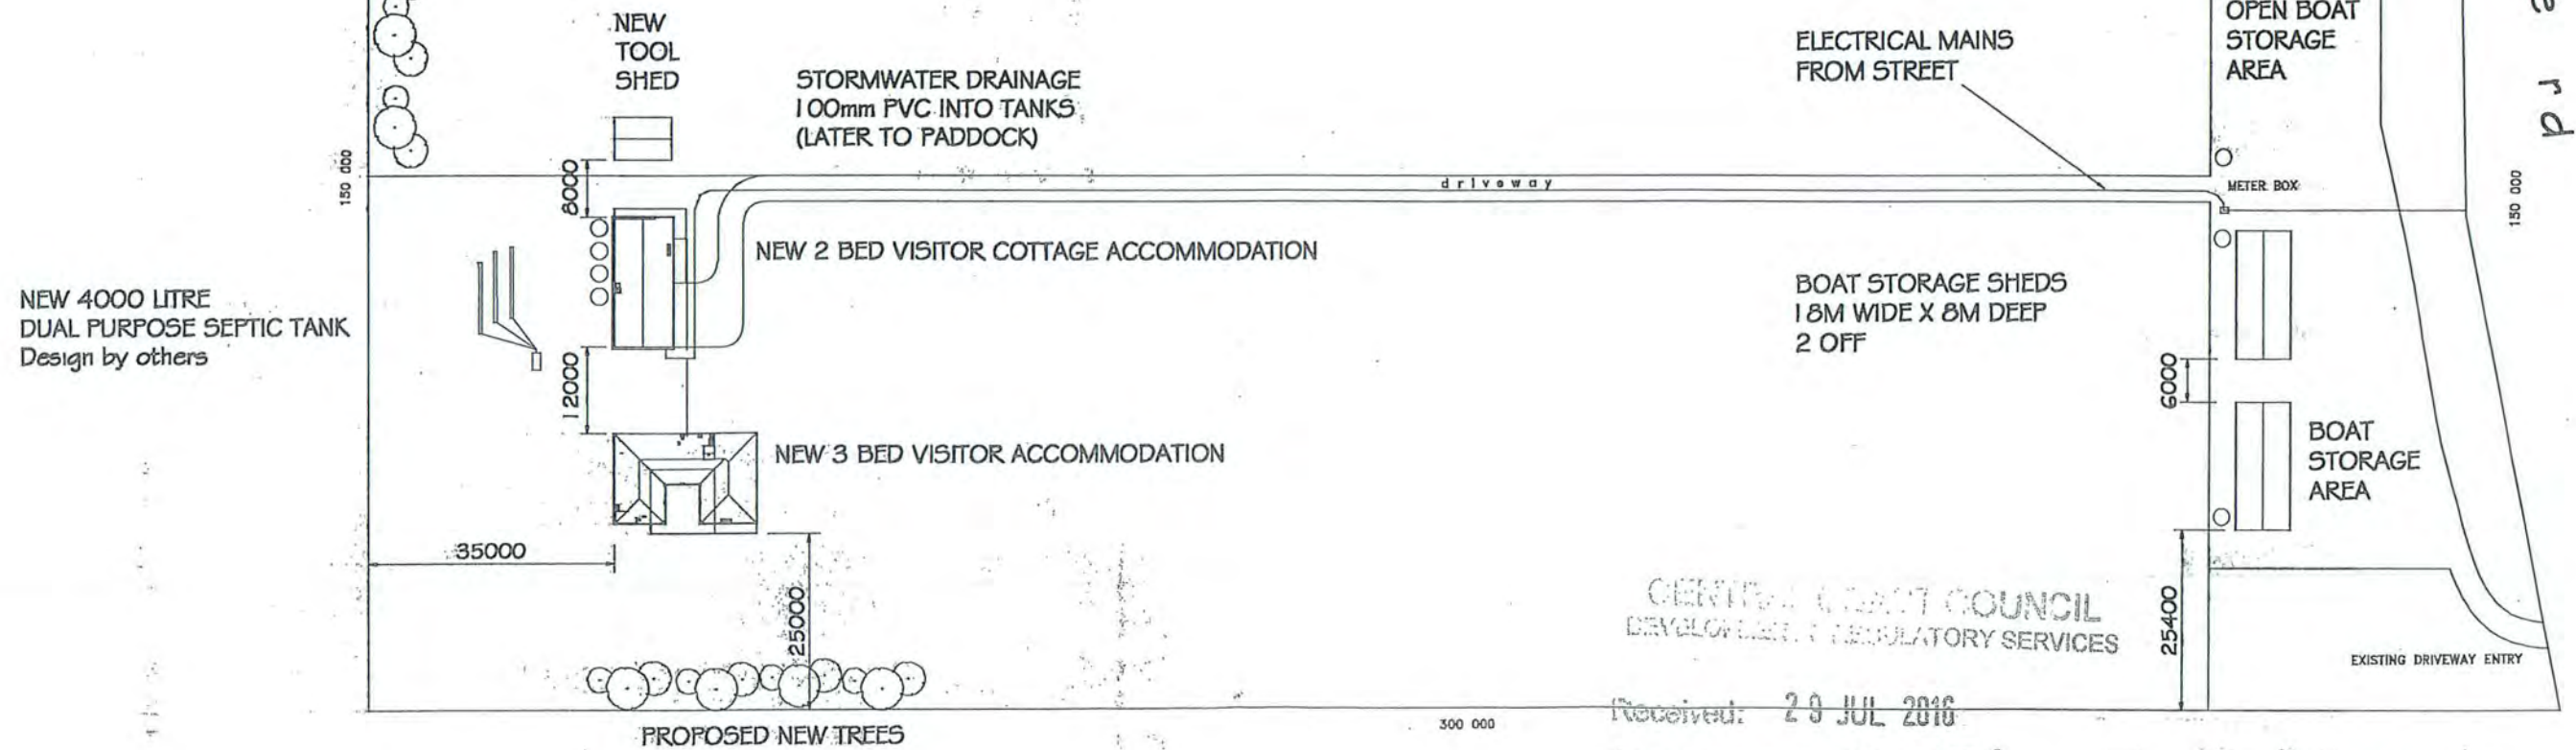 NEW
TOOL
SHED
STORMWATER DRAINAGE
100mm PVC INTO TANKS
(LATER TO PADDOCK)
ELECTRICAL MAINS
FROM STREET
OPEN BOAT
STORAGE
AREA
e r d
150 000
8000
driveway
METER BOX
150 000
NEW 2 BED VISITOR COTTAGE ACCOMMODATION
NEW 4000 LITRE
DUAL PURPOSE SEPTIC TANK
Design by others
BOAT STORAGE SHEDS
18M WIDE X 8M DEEP
2 OFF
12000
6000
NEW 3 BED VISITOR ACCOMMODATION
BOAT
STORAGE
AREA
35000
25000
25400
CENTRAL COAST COUNCIL
DEVELOPMENT & REGULATORY SERVICES
EXISTING DRIVEWAY ENTRY
Received: 29 JUL 2016
300 000
PROPOSED NEW TREES